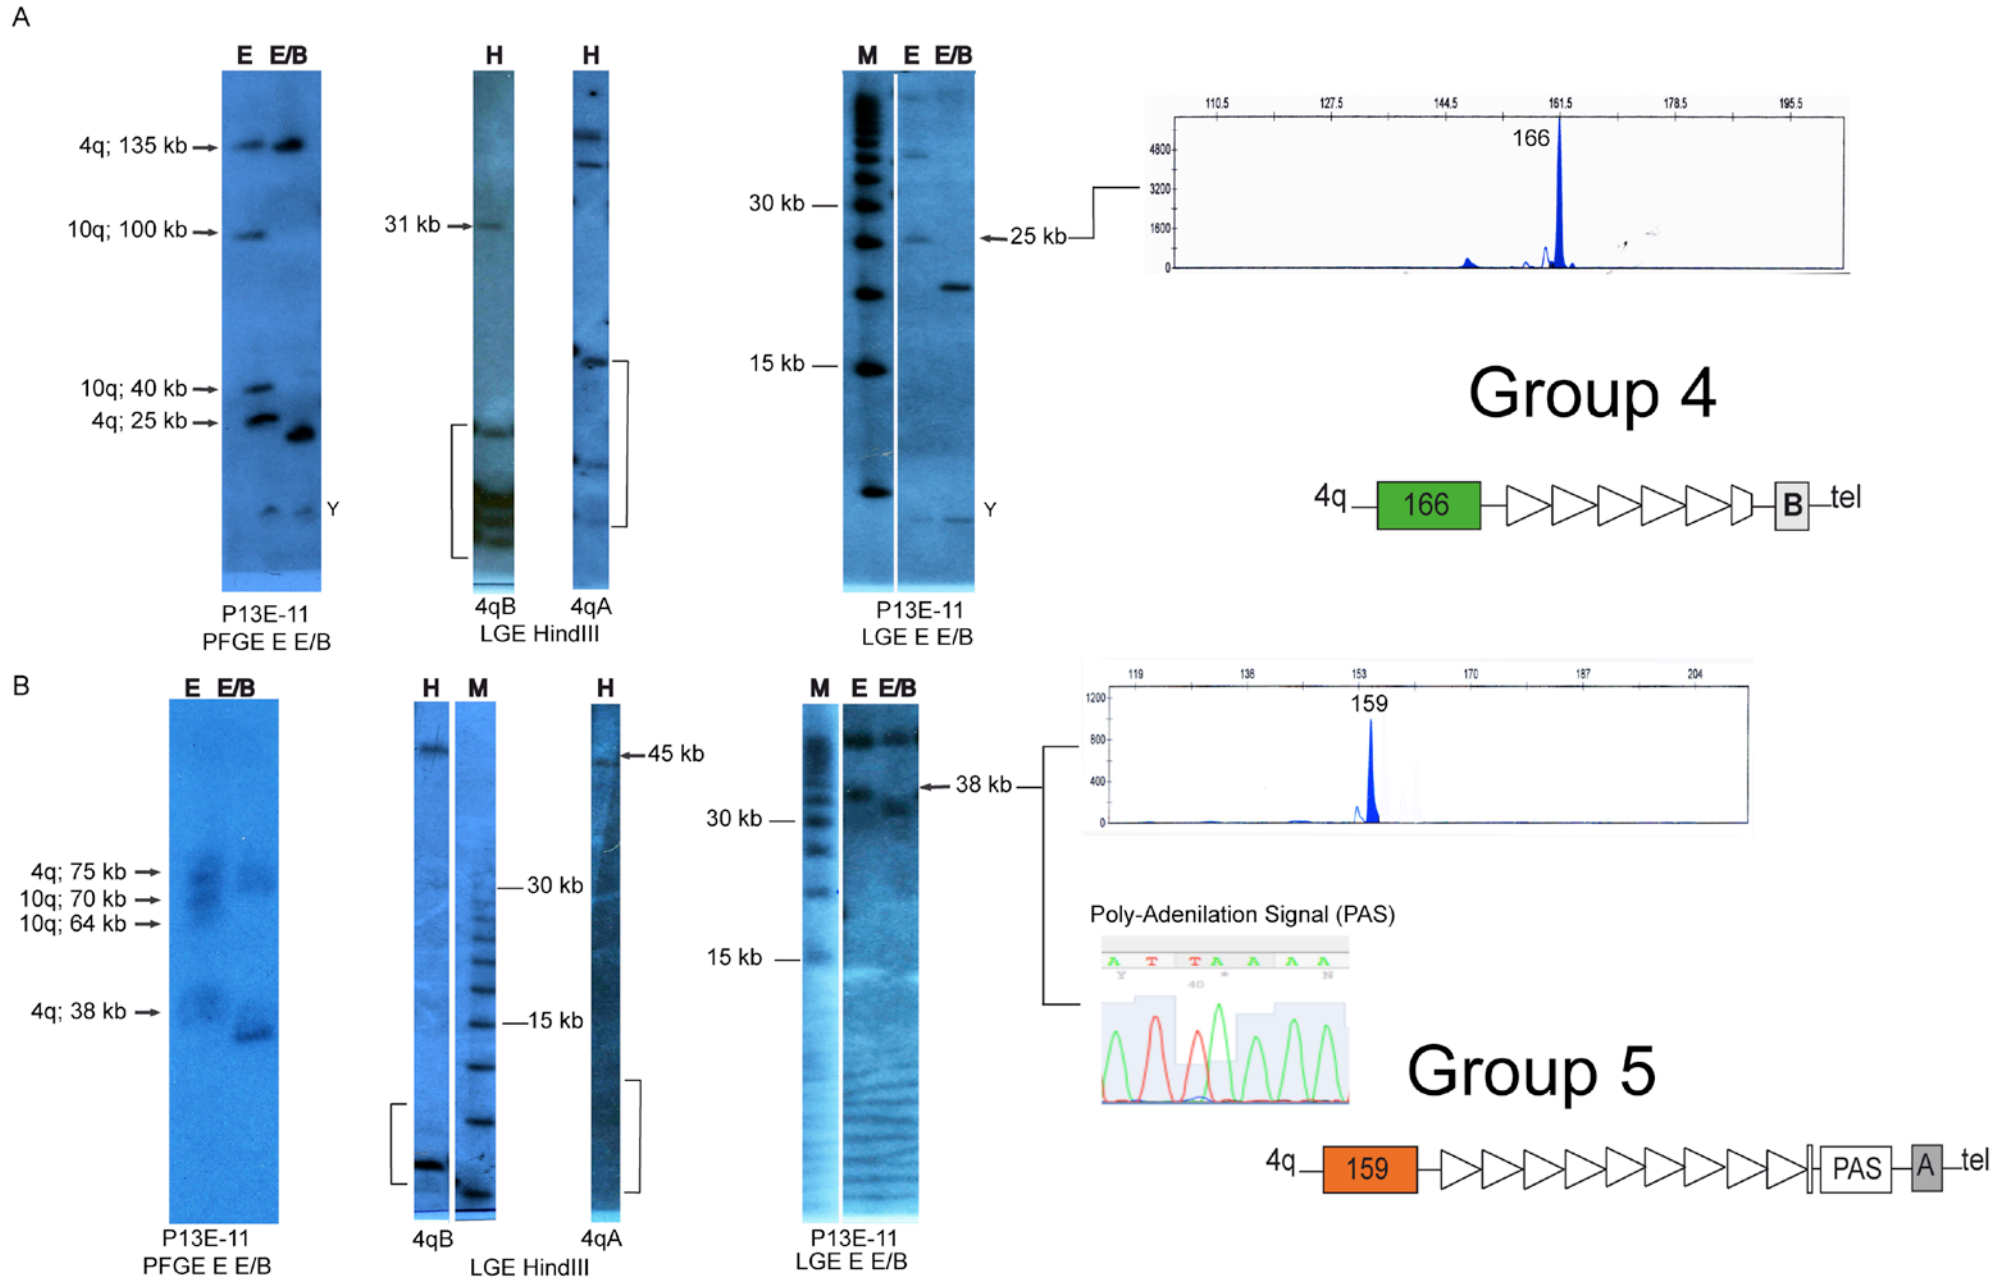 A
E E/B
4q; 135 kb
10q; 100 kb
10q; 40 kb
4q; 25 kb
Y
P13E-11
PFGE E E/B
H
H
31 kb
4qB
4qA
LGE HindIII
M E E/B
30 kb
25 kb
15 kb
Y
P13E-11
LGE E E/B
110.5 127.5 144.5 161.5 178.5 195.5
166
4800
3200
1600
0
Group 4
4q 166 B tel
B
E E/B
4q; 75 kb
10q; 70 kb
10q; 64 kb
4q; 38 kb
P13E-11
PFGE E E/B
H M
H
45 kb
30 kb
15 kb
4qB
4qA
LGE HindIII
M E E/B
38 kb
30 kb
15 kb
P13E-11
LGE E E/B
119 136 153 170 187 204
159
1200
800
400
0
Poly-Adenilation Signal (PAS)
A T T A A A A
Y * N
40
Group 5
4q 159 PAS A tel